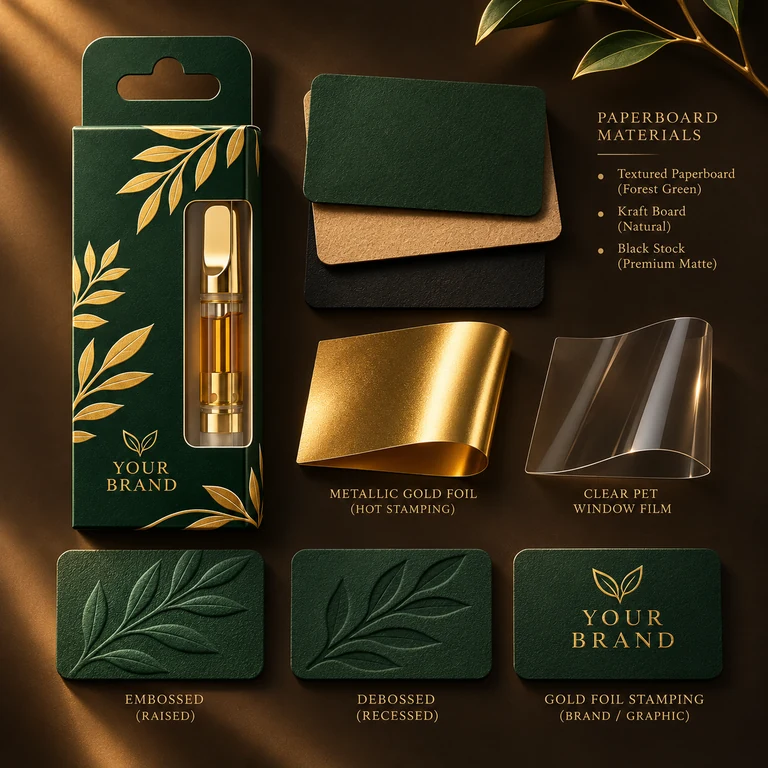 PAPERBOARD
MATERIALS
Textured Paperboard
(Forest Green)
Kraft Board
(Natural)
Black Stock
(Premium Matte)
YOUR
BRAND
METALLIC GOLD FOIL
(HOT STAMPING)
CLEAR PET
WINDOW FILM
YOUR
BRAND
EMBOSSED
(RAISED)
DEBOSSED
(RECESSED)
GOLD FOIL STAMPING
(BRAND / GRAPHIC)